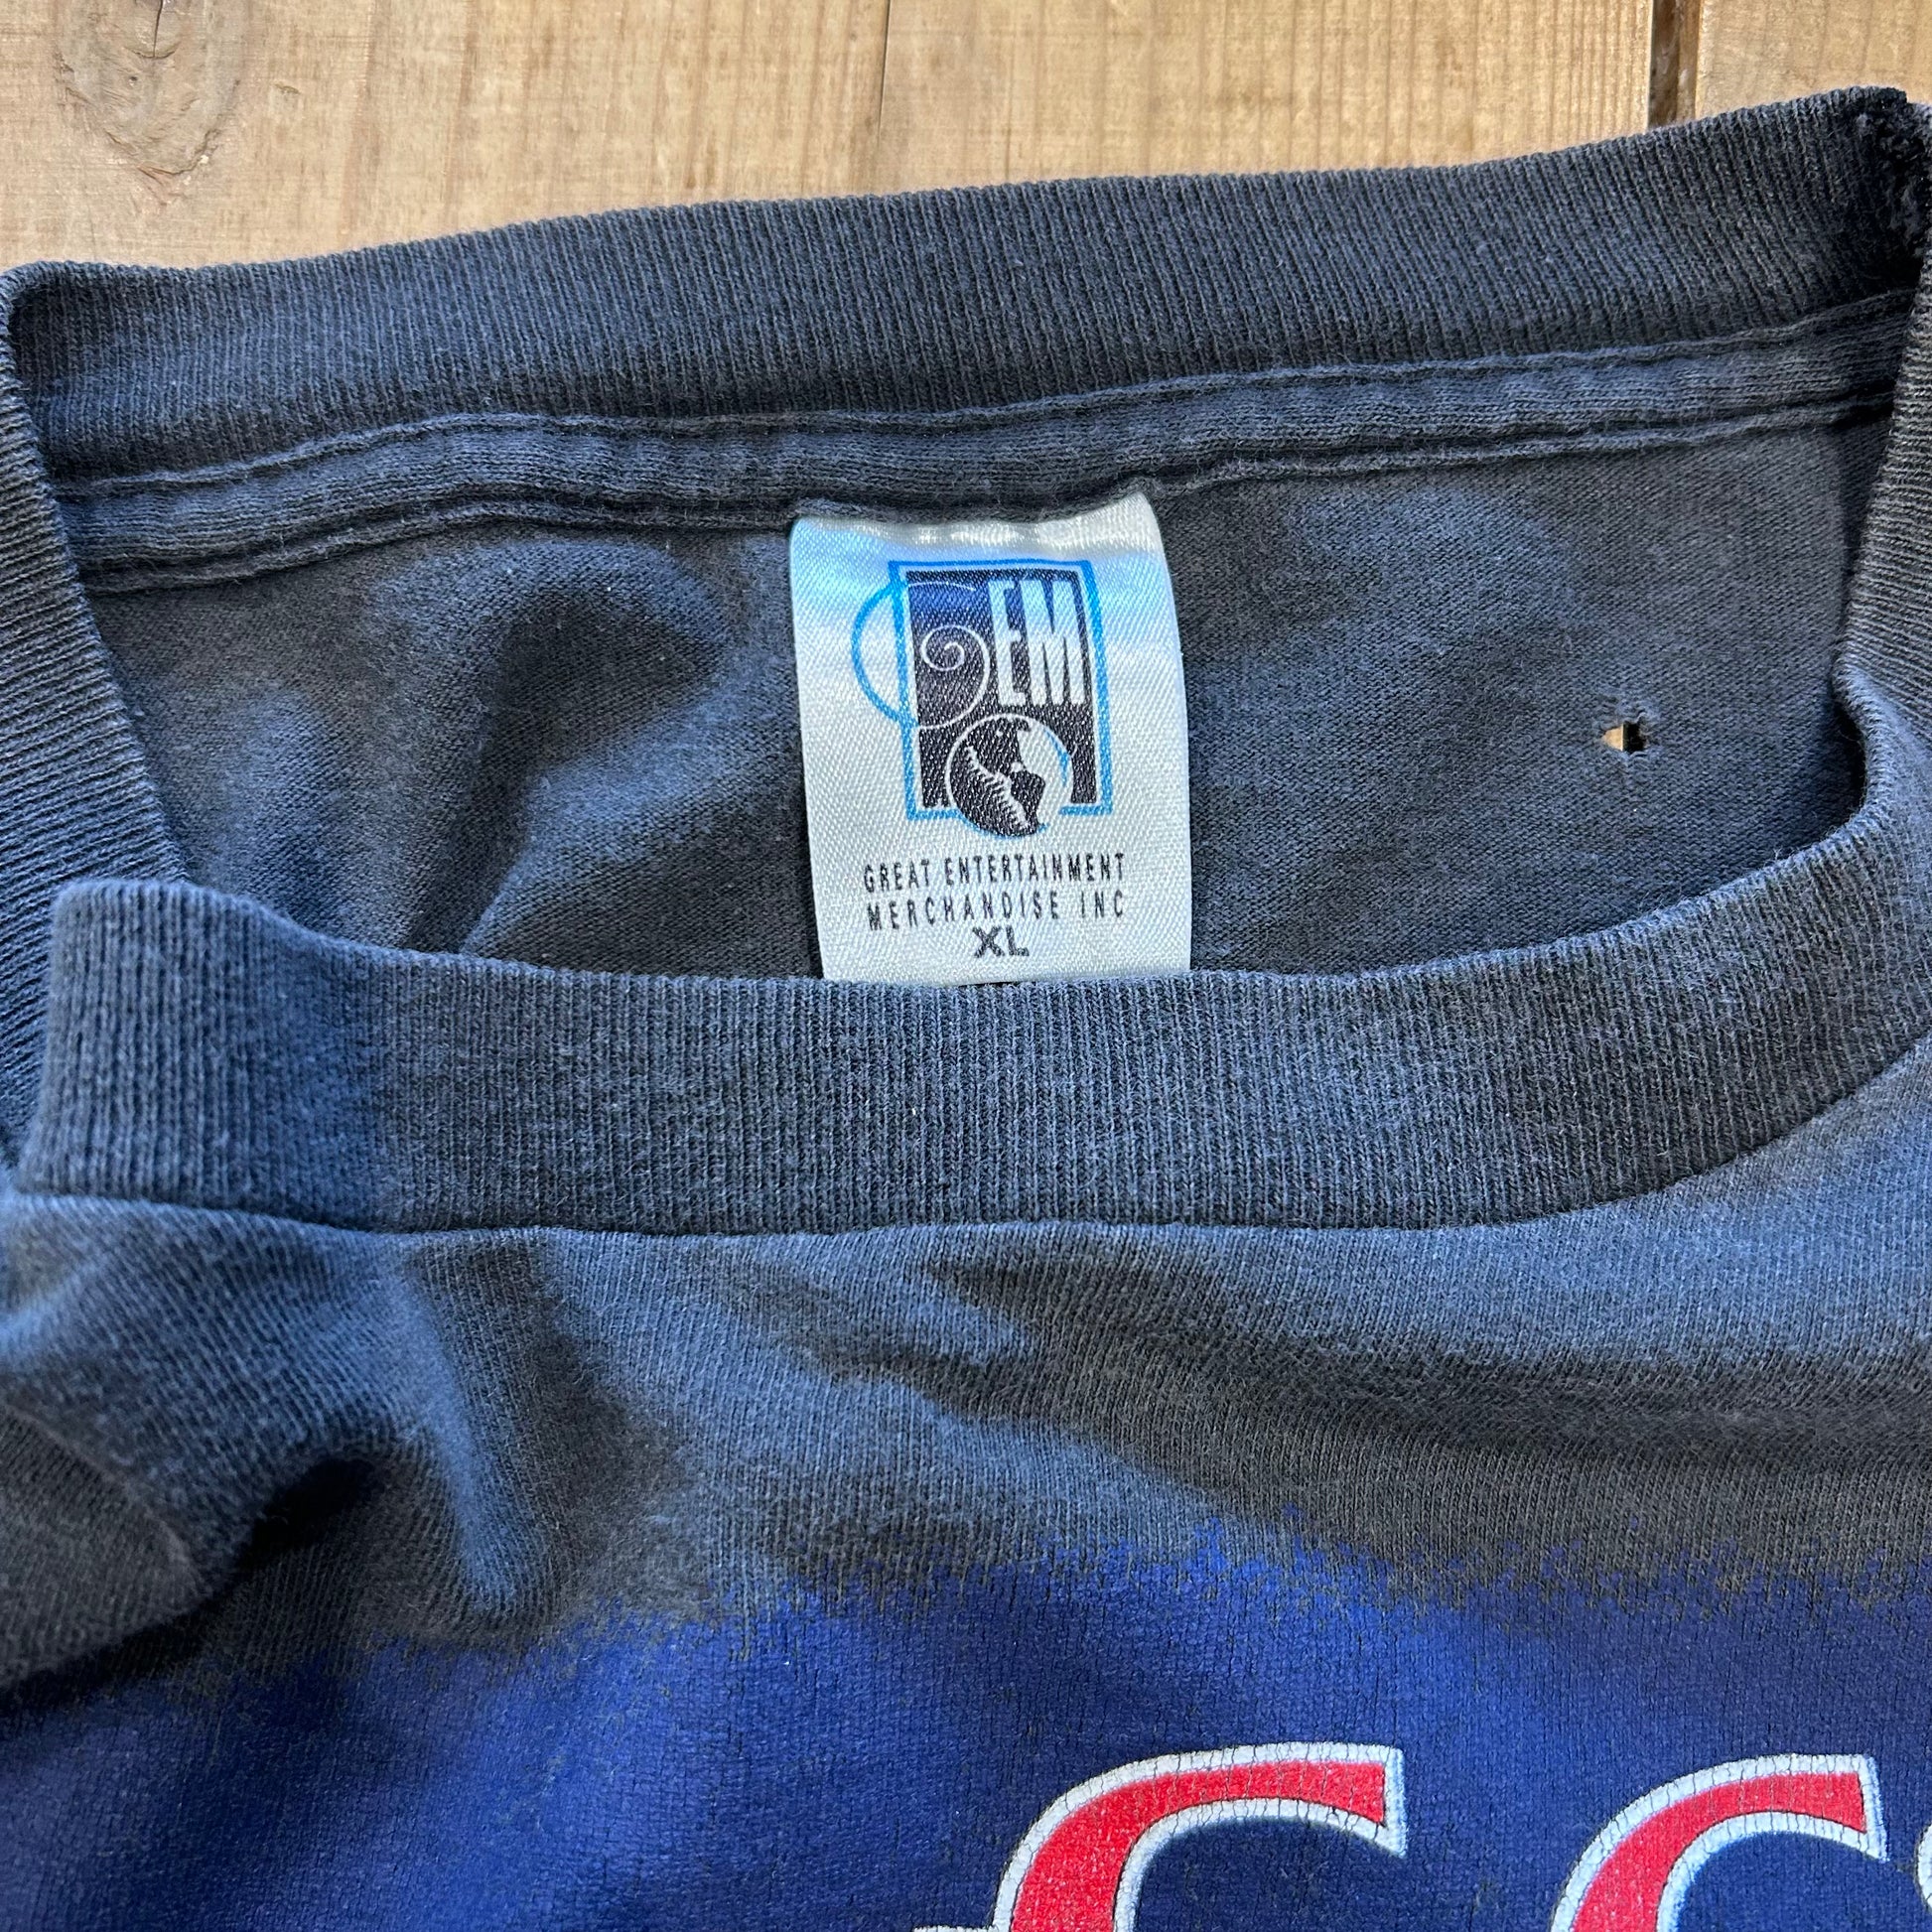 GEM
GREAT ENTERTAINMENT
MERCHANDISE INC
XL